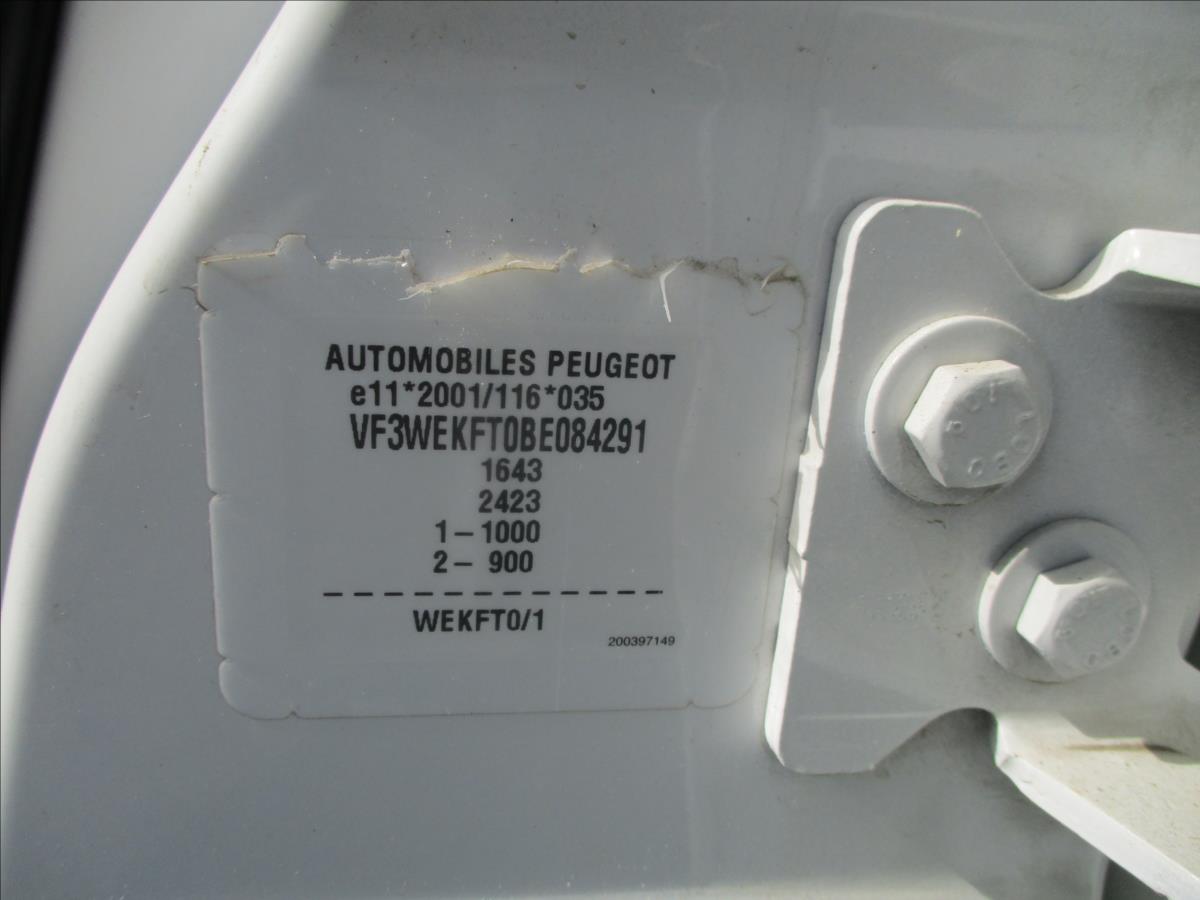 AUTOMOBILES PEUGEOT
e11*2001/116*035
VF3WEKFT0BE084291
1643
2423
1– 1000
2– 900
WEKFT0/1
200397149